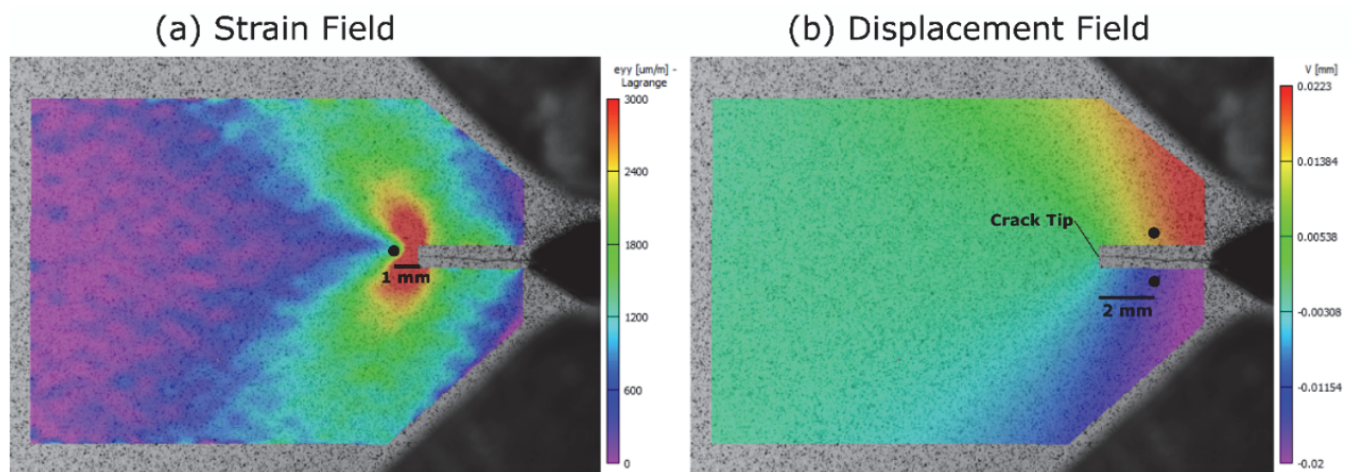 (a) Strain Field
(b) Displacement Field
eyy [um/m] -
Lagrange
3000
2400
1800
1200
600
0
1 mm
V [mm]
0.0223
0.01384
0.00538
-0.00308
-0.01154
-0.02
Crack Tip
2 mm